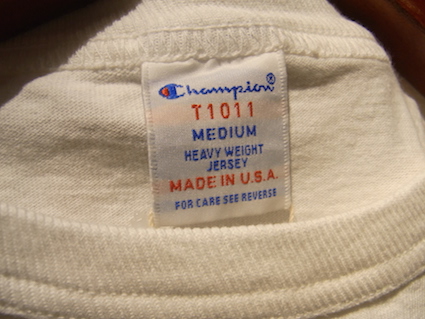 Champion®
T1011
MEDIUM
HEAVY WEIGHT
JERSEY
MADE IN U.S.A.
FOR CARE SEE REVERSE